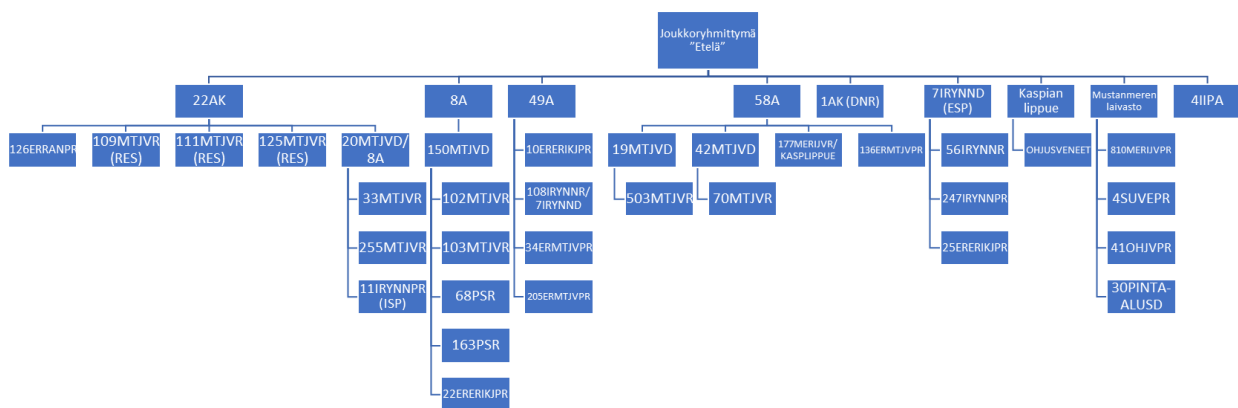 Joukkoryhmittymä
"Etelä"
22AK
8A
49A
58A
1AK (DNR)
7IRYNND
(ESP)
Kaspian
lippue
Mustanmeren
laivasto
4IIPA
126ERRANPR
109MTJVR
(RES)
111MTJVR
(RES)
125MTJVR
(RES)
20MTJVD/
8A
150MTJVD
10ERERIKJPR
19MTJVD
42MTJVD
177MERIJVR/
KASPLIPPUE
136ERMTJVPR
56IRYNNR
OHJUSVENEET
810MERIJVPR
33MTJVR
102MTJVR
108IRYNNR/
7IRYNND
503MTJVR
70MTJVR
247IRYNNPR
4SUVEPR
255MTJVR
103MTJVR
34ERMTJVPR
25ERERIKJPR
41OHJVPR
11IRYNNPR
(ISP)
68PSR
205ERMTJVPR
30PINTA-
ALUSD
163PSR
22ERERIKJPR